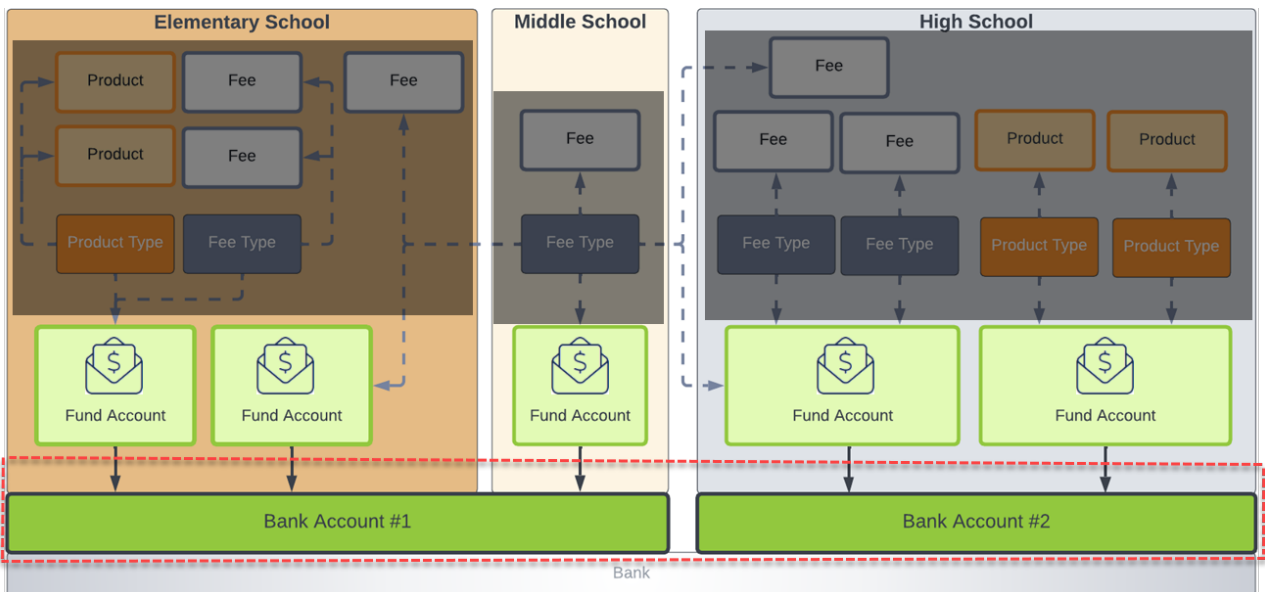 Elementary School
Middle School
High School
Product
Fee
Fee
Fee
Product
Fee
Fee
Fee
Fee
Product
Product
Product Type
Fee Type
Fee Type
Fee Type
Fee Type
Product Type
Product Type
$
$
$
$
$
Fund Account
Fund Account
Fund Account
Fund Account
Fund Account
Bank Account #1
Bank Account #2
Bank